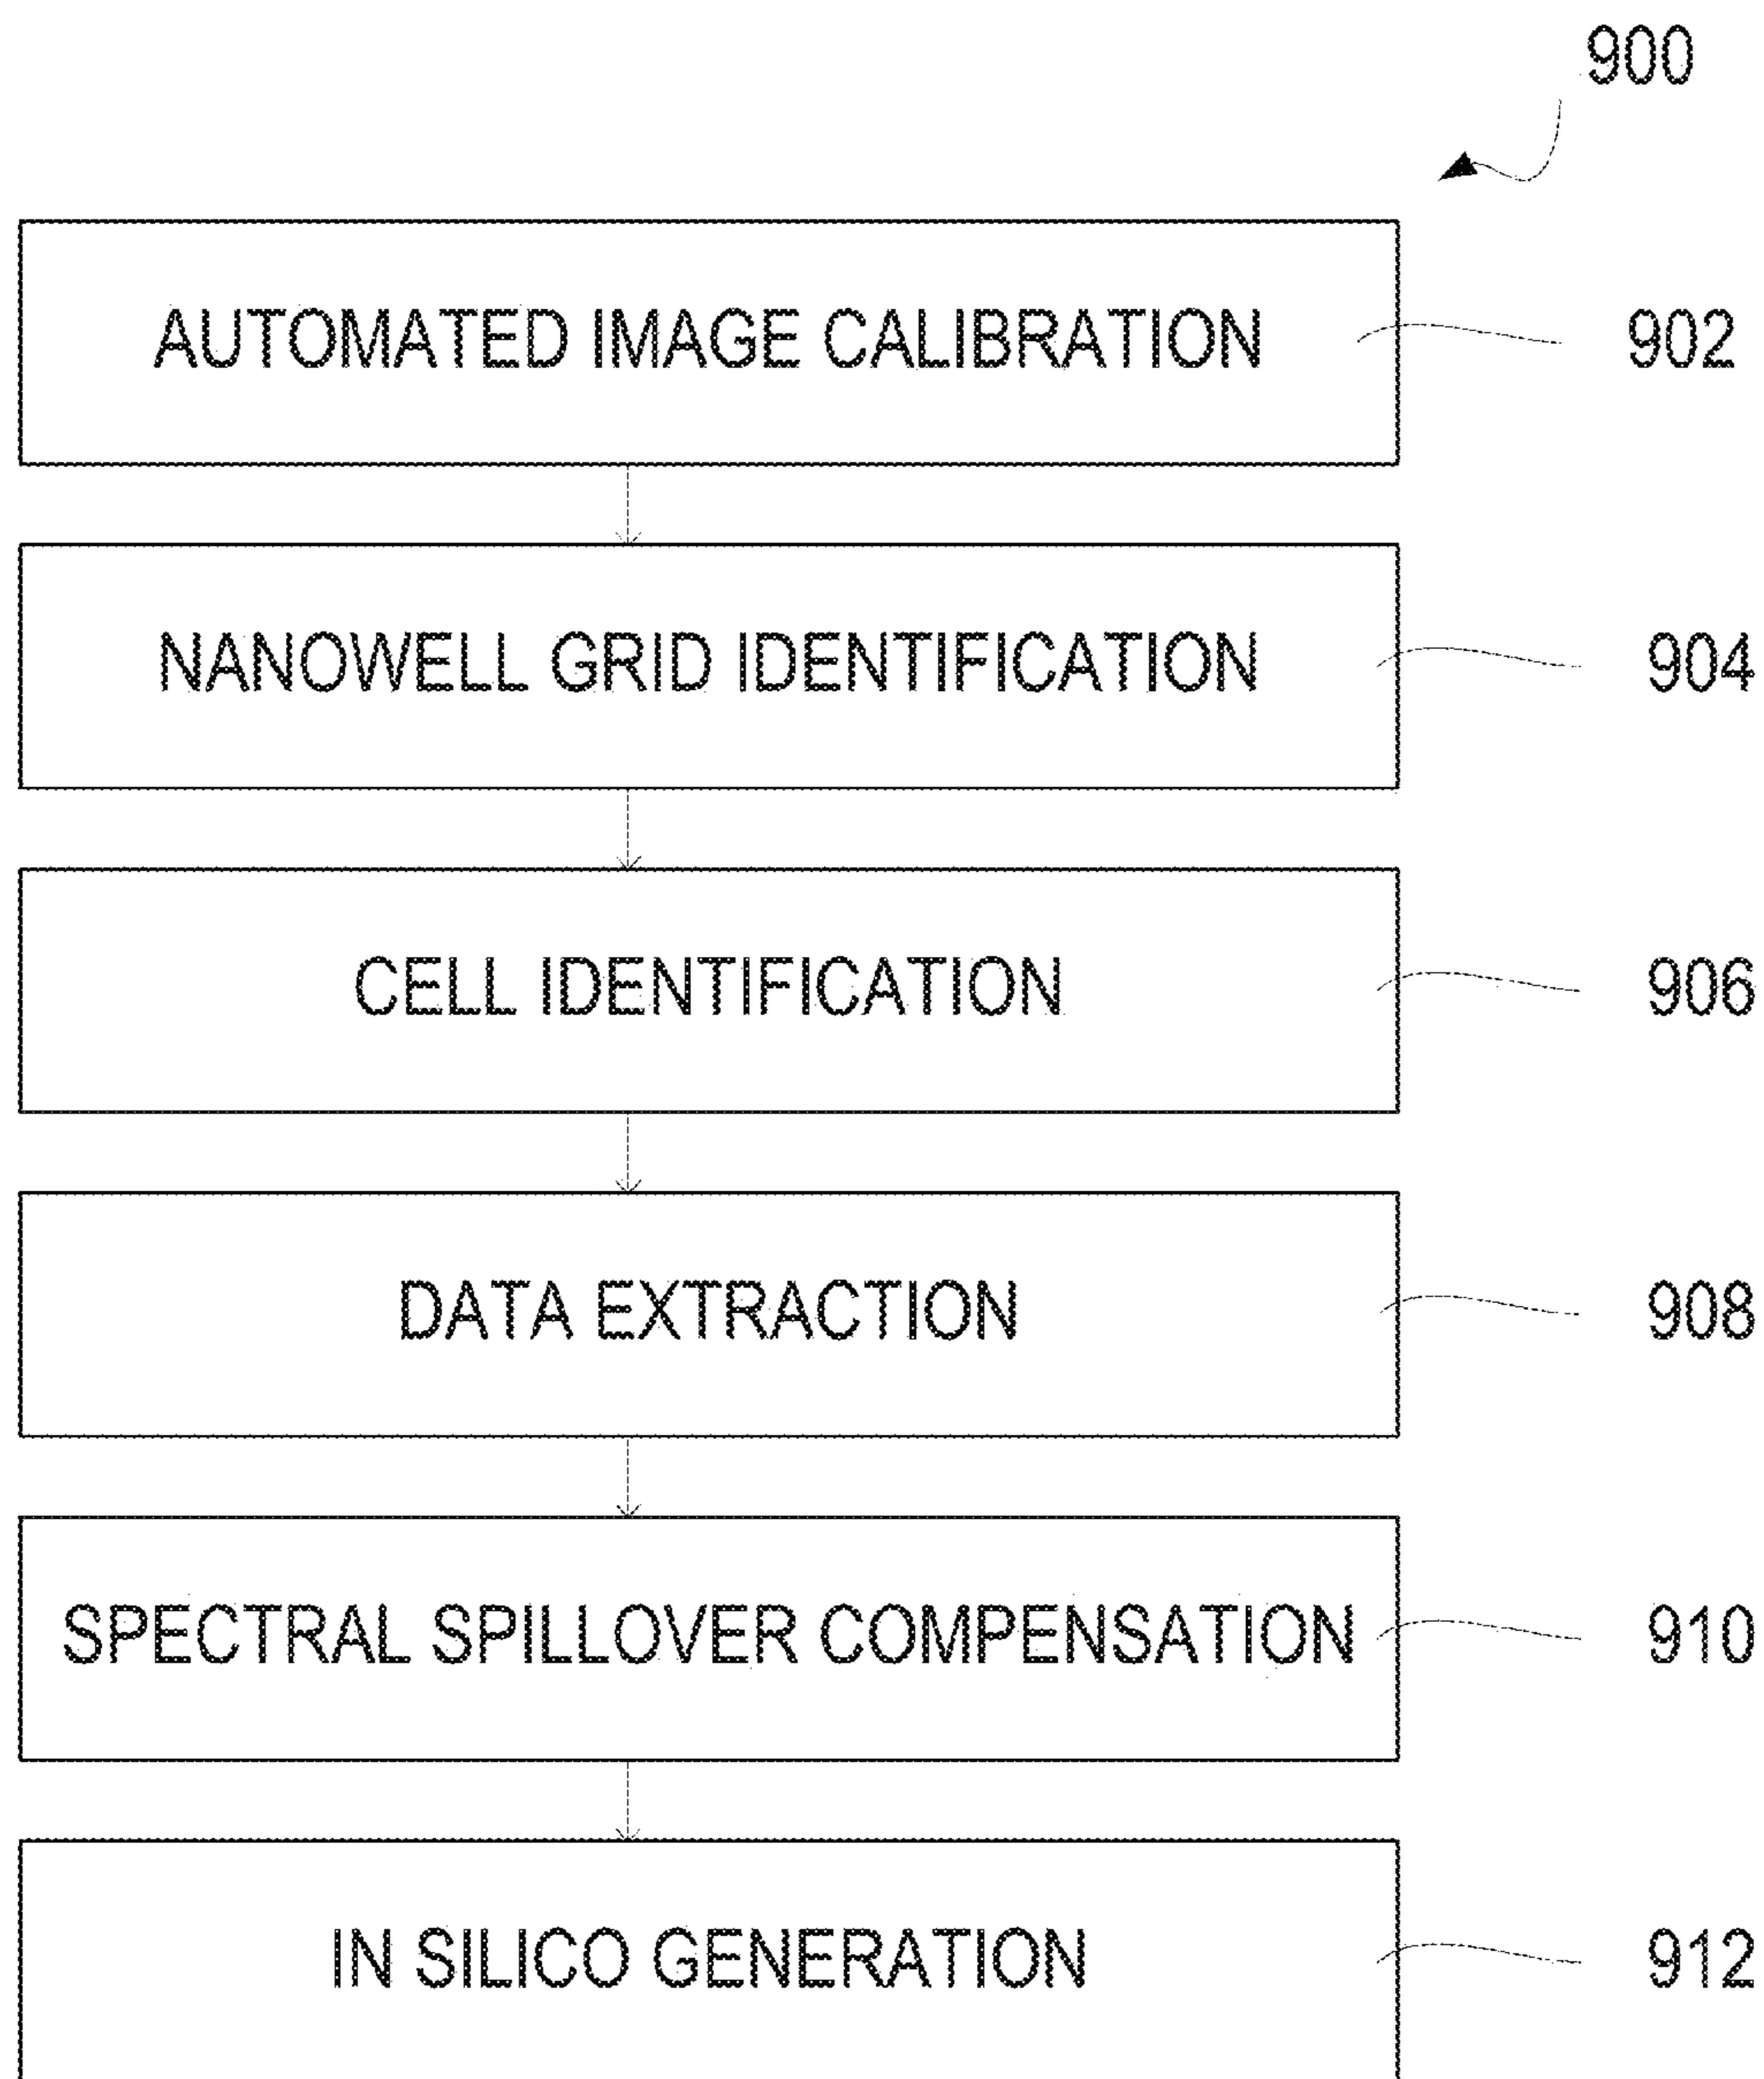 900
AUTOMATED IMAGE CALIBRATION 902
NANOWELL GRID IDENTIFICATION 904
CELL IDENTIFICATION 906
DATA EXTRACTION 908
SPECTRAL SPILLOVER COMPENSATION 910
IN SILICO GENERATION 912